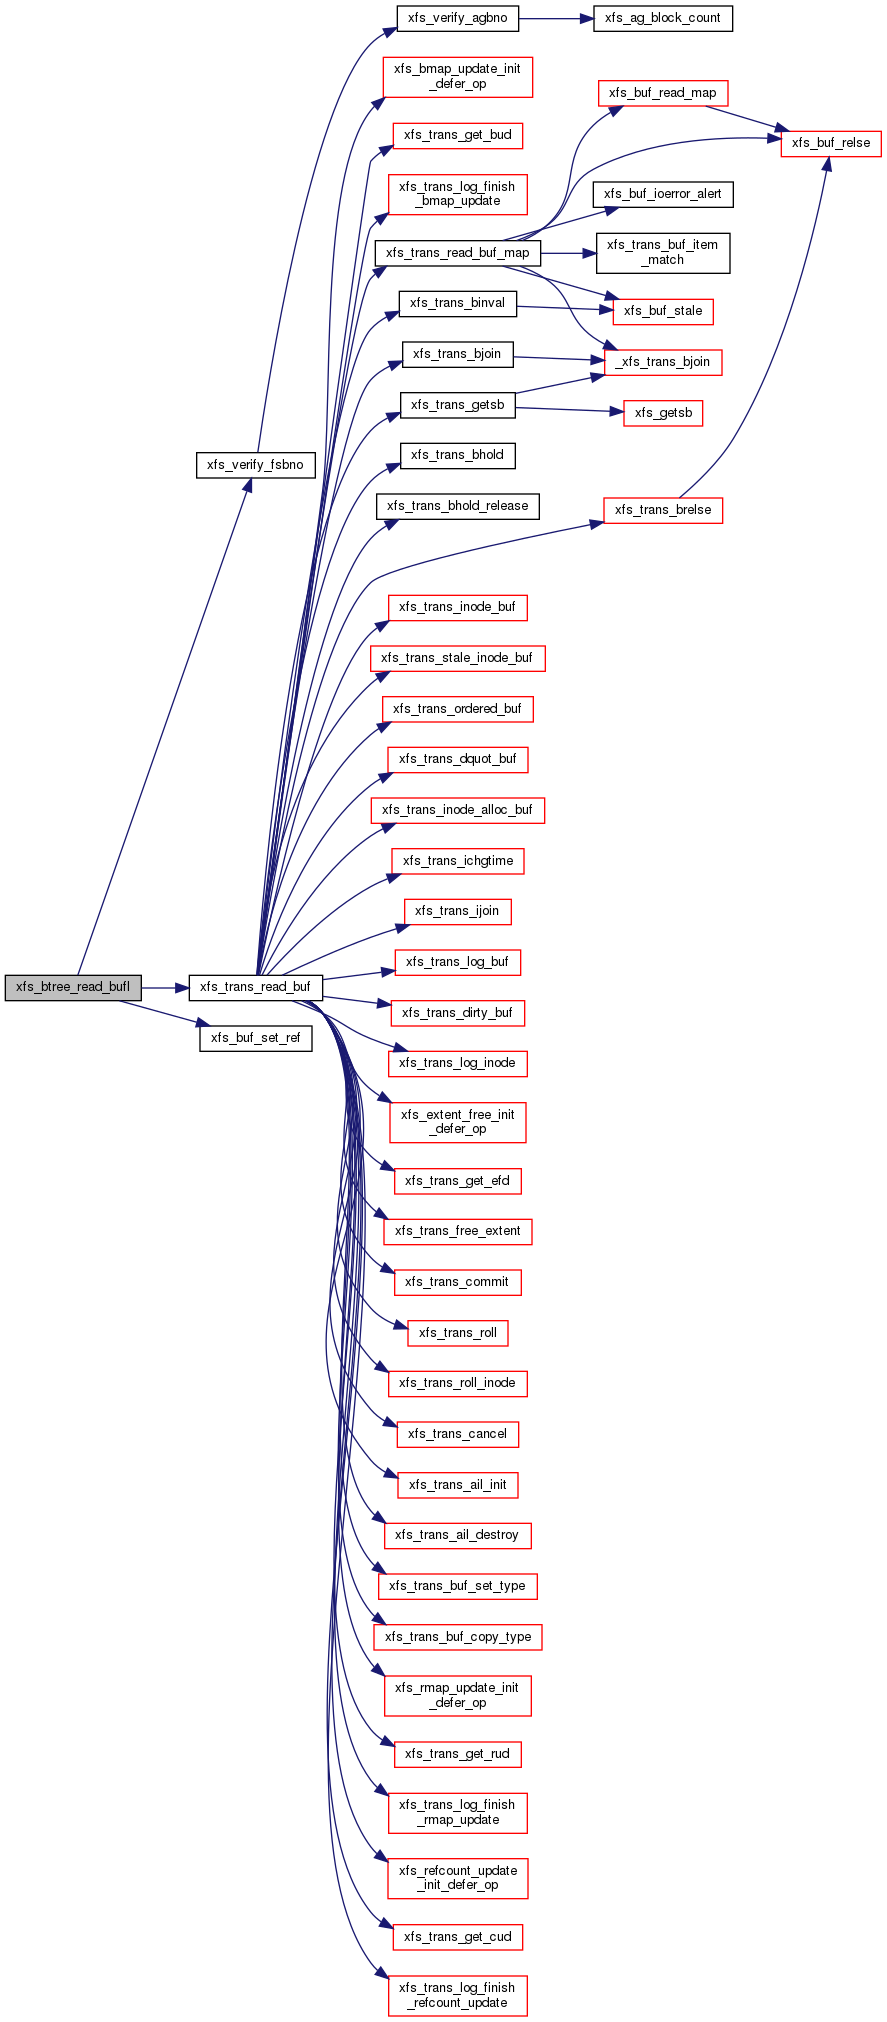 xfs_verify_agbno
xfs_ag_block_count
xfs_bmap_update_init
_defer_op
xfs_buf_read_map
xfs_trans_get_bud
xfs_buf_relse
xfs_trans_log_finish
_bmap_update
xfs_buf_ioerror_alert
xfs_trans_read_buf_map
xfs_trans_buf_item
_match
xfs_trans_binval
xfs_buf_stale
xfs_trans_bjoin
_xfs_trans_bjoin
xfs_trans_getsb
xfs_getsb
xfs_trans_bhold
xfs_verify_fsbno
xfs_trans_bhold_release
xfs_trans_brelse
xfs_trans_inode_buf
xfs_trans_stale_inode_buf
xfs_trans_ordered_buf
xfs_trans_dquot_buf
xfs_trans_inode_alloc_buf
xfs_trans_ichgtime
xfs_trans_ijoin
xfs_trans_log_buf
xfs_btree_read_bufl
xfs_trans_read_buf
xfs_trans_dirty_buf
xfs_buf_set_ref
xfs_trans_log_inode
xfs_extent_free_init
_defer_op
xfs_trans_get_efd
xfs_trans_free_extent
xfs_trans_commit
xfs_trans_roll
xfs_trans_roll_inode
xfs_trans_cancel
xfs_trans_ail_init
xfs_trans_ail_destroy
xfs_trans_buf_set_type
xfs_trans_buf_copy_type
xfs_rmap_update_init
_defer_op
xfs_trans_get_rud
xfs_trans_log_finish
_rmap_update
xfs_refcount_update
_init_defer_op
xfs_trans_get_cud
xfs_trans_log_finish
_refcount_update